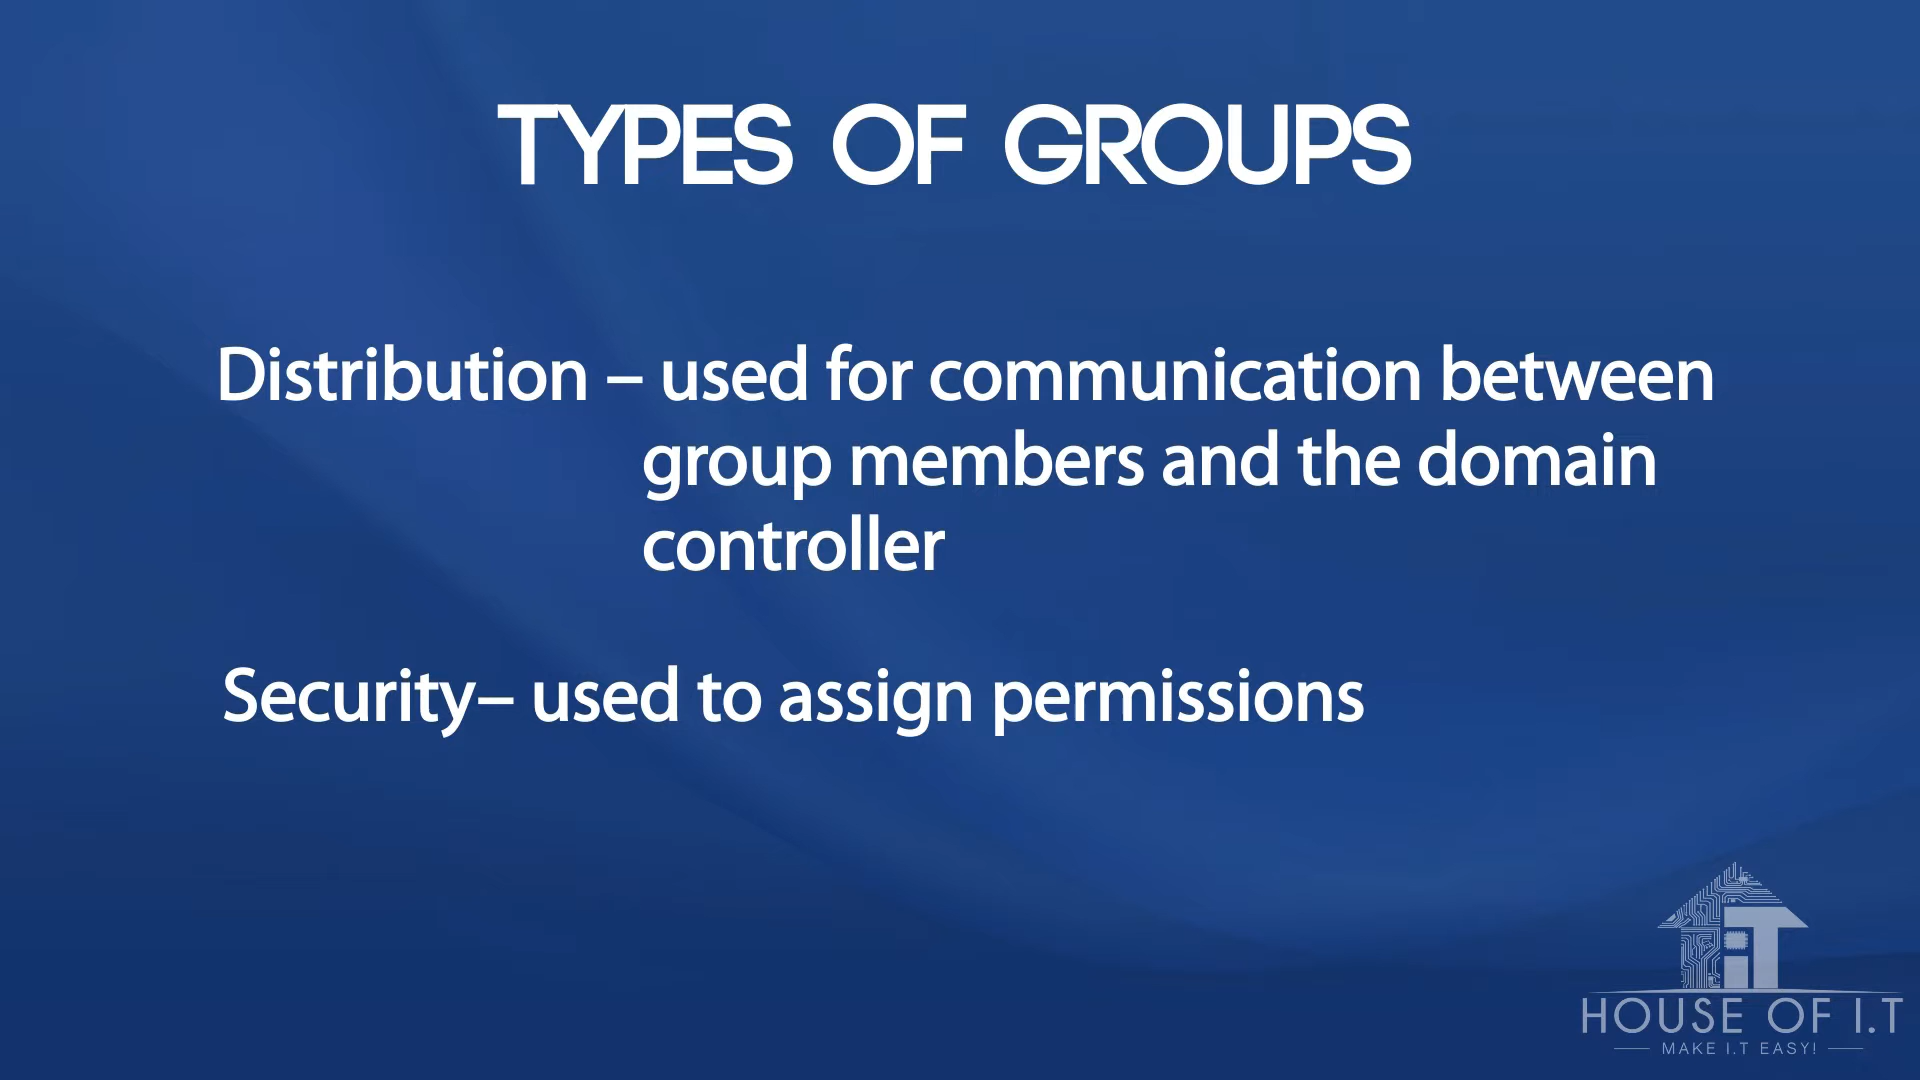 TYPES OF GROUPS
Distribution – used for communication between
group members and the domain
controller
Security– used to assign permissions
iT
HOUSE OF I.T
MAKE I.T EASY!